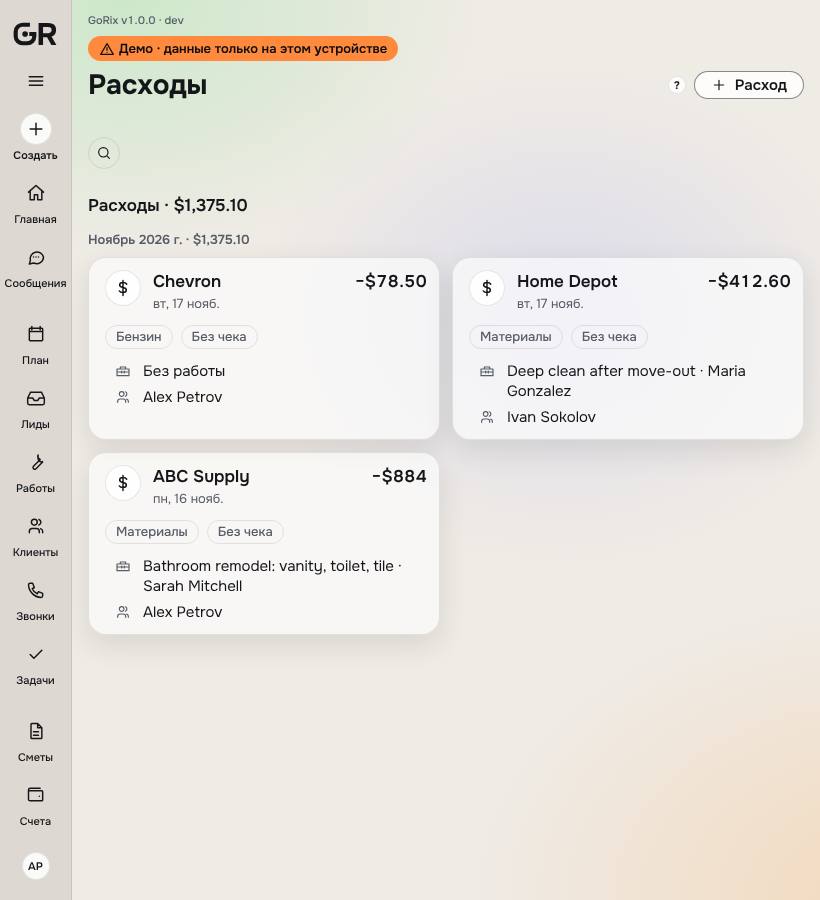 GR
GoRix v1.0.0 · dev
Демо · данные только на этом устройстве
Расходы
?
Расход
Создать
Главная
Сообщения
План
Лиды
Работы
Клиенты
Звонки
Задачи
Сметы
Счета
AP
Расходы · $1,375.10
Ноябрь 2026 г. · $1,375.10
$
Chevron
−$78.50
вт, 17 нояб.
Бензин
Без чека
Без работы
Alex Petrov
$
Home Depot
−$412.60
вт, 17 нояб.
Материалы
Без чека
Deep clean after move-out · Maria
Gonzalez
Ivan Sokolov
$
ABC Supply
−$884
пн, 16 нояб.
Материалы
Без чека
Bathroom remodel: vanity, toilet, tile ·
Sarah Mitchell
Alex Petrov